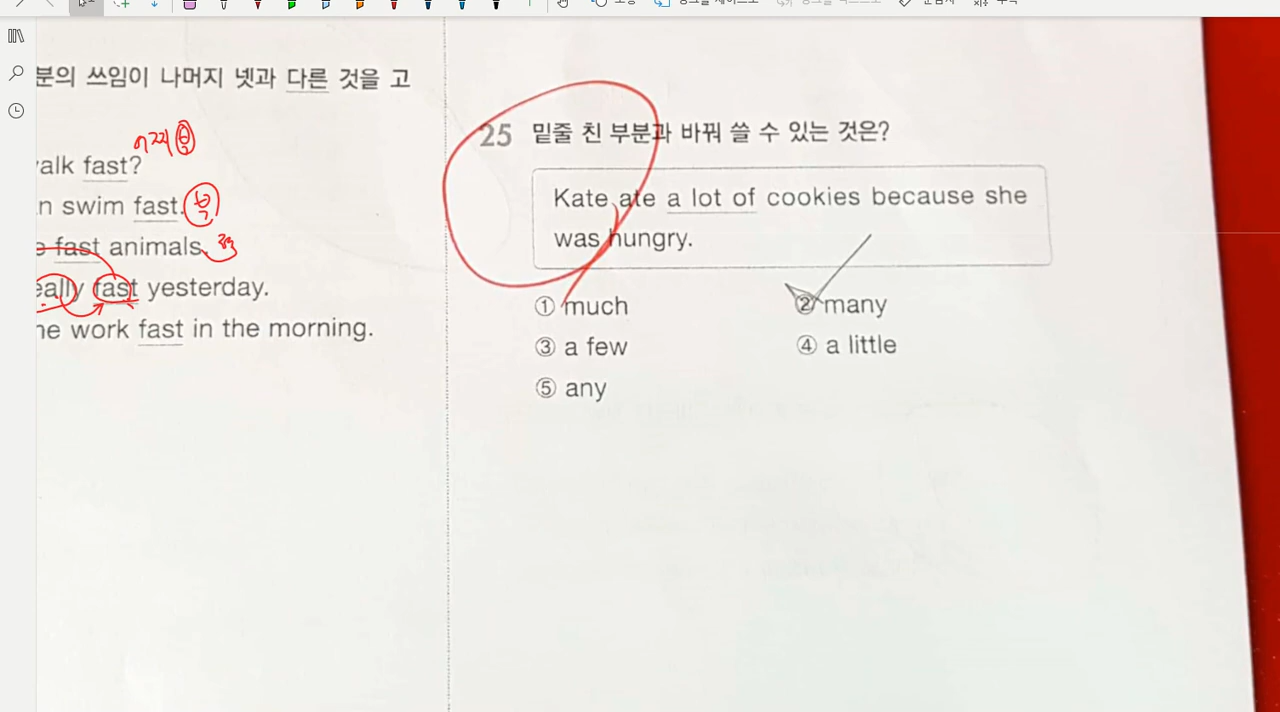 분의 쓰임이 나머지 넷과 다른 것을 고
alk fast?
n swim fast.
fast animals.
eally fast yesterday.
he work fast in the morning.
25 밑줄 친 부분과 바꿔 쓸 수 있는 것은?
Kate ate a lot of cookies because she
was hungry.
① much
② many
③ a few
④ a little
⑤ any